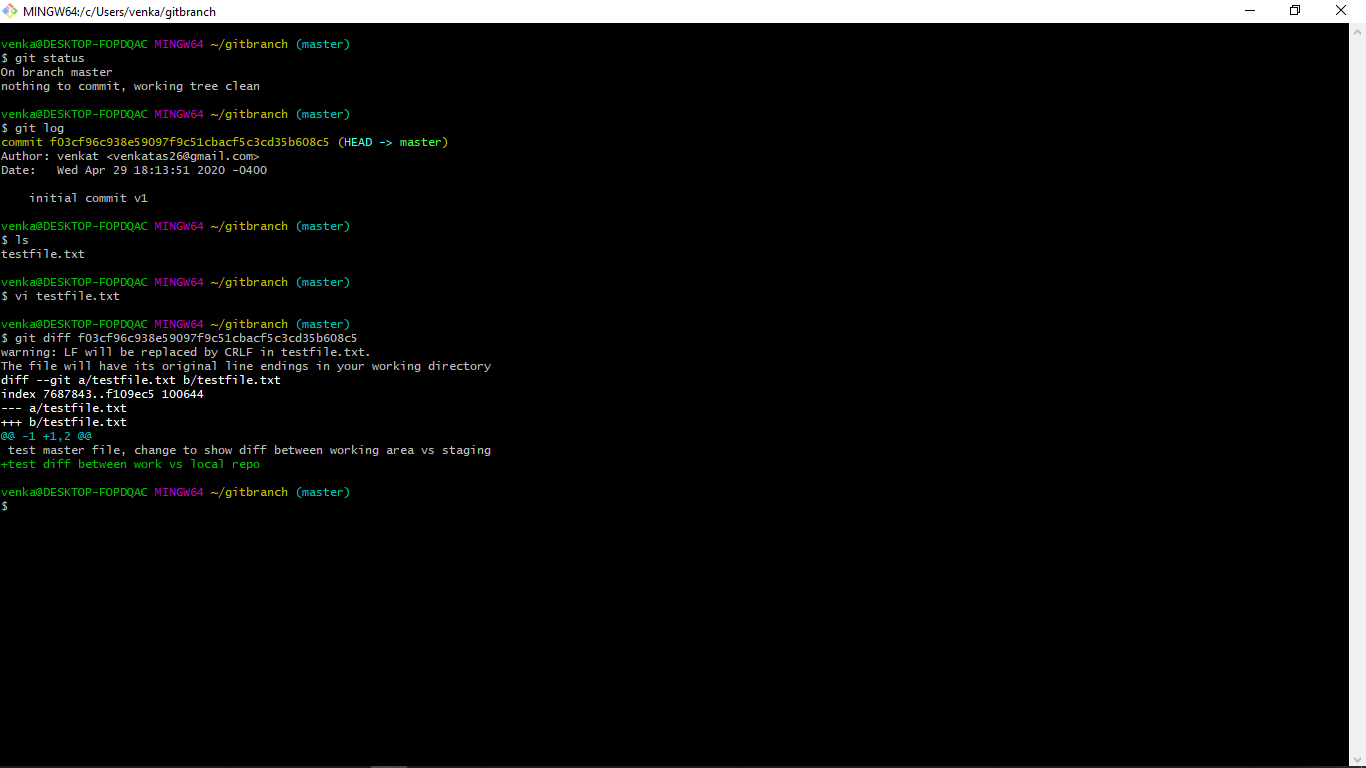 MINGW64:/c/Users/venka/gitbranch
venka@DESKTOP-FOPDQAC MINGW64 ~/gitbranch (master)
$ git status
On branch master
nothing to commit, working tree clean
venka@DESKTOP-FOPDQAC MINGW64 ~/gitbranch (master)
$ git log
commit f03cf96c938e59097f9c51cbacf5c3cd35b608c5 (HEAD -> master)
Author: venkat <venkatas26@gmail.com>
Date:   Wed Apr 29 18:13:51 2020 -0400
    initial commit v1
venka@DESKTOP-FOPDQAC MINGW64 ~/gitbranch (master)
$ ls
testfile.txt
venka@DESKTOP-FOPDQAC MINGW64 ~/gitbranch (master)
$ vi testfile.txt
venka@DESKTOP-FOPDQAC MINGW64 ~/gitbranch (master)
$ git diff f03cf96c938e59097f9c51cbacf5c3cd35b608c5
warning: LF will be replaced by CRLF in testfile.txt.
The file will have its original line endings in your working directory
diff --git a/testfile.txt b/testfile.txt
index 7687843..f109ec5 100644
--- a/testfile.txt
+++ b/testfile.txt
@@ -1 +1,2 @@
 test master file, change to show diff between working area vs staging
+test diff between work vs local repo
venka@DESKTOP-FOPDQAC MINGW64 ~/gitbranch (master)
$